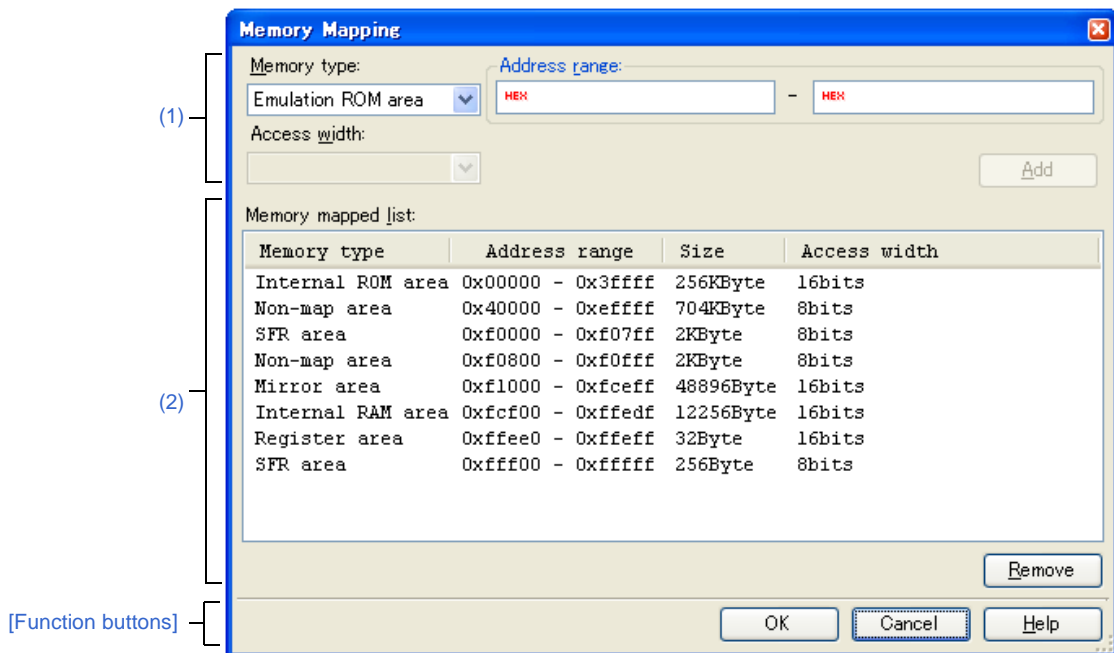 Memory Mapping
Memory type:
Address range:
Emulation ROM area
HEX - HEX
(1)
Access width:
Add
Memory mapped list:
Memory type Address range Size Access width
Internal ROM area 0x00000 - 0x3ffff 256KByte 16bits
Non-map area 0x40000 - 0xeffff 704KByte 8bits
SFR area 0xf0000 - 0xf07ff 2KByte 8bits
Non-map area 0xf0800 - 0xf0fff 2KByte 8bits
Mirror area 0xf1000 - 0xfceff 48896Byte 16bits
(2)
Internal RAM area 0xfcf00 - 0xffedf 12256Byte 16bits
Register area 0xffee0 - 0xffeff 32Byte 16bits
SFR area 0xfff00 - 0xfffff 256Byte 8bits
Remove
[Function buttons]
OK Cancel Help